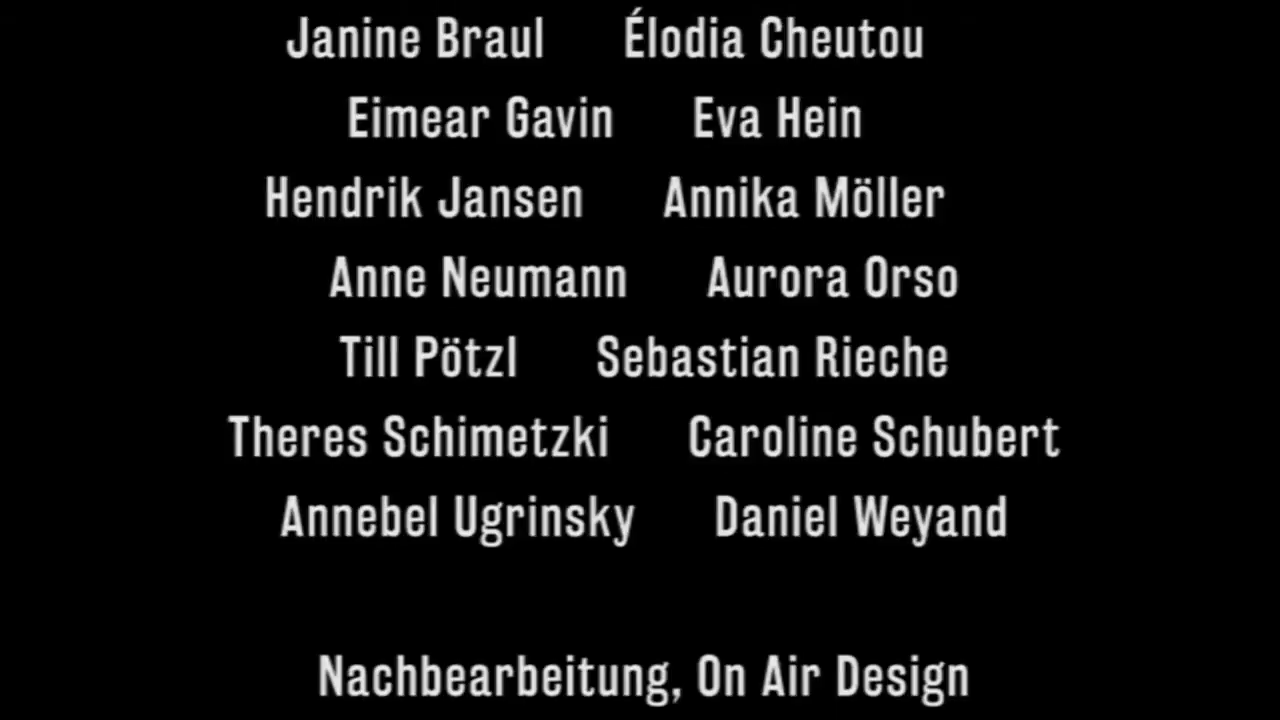 Janine Braul Élodia Cheutou
Eimear Gavin Eva Hein
Hendrik Jansen Annika Möller
Anne Neumann Aurora Orso
Till Pötzl Sebastian Rieche
Theres Schimetzki Caroline Schubert
Annebel Ugrinsky Daniel Weyand
Nachbearbeitung, On Air Design